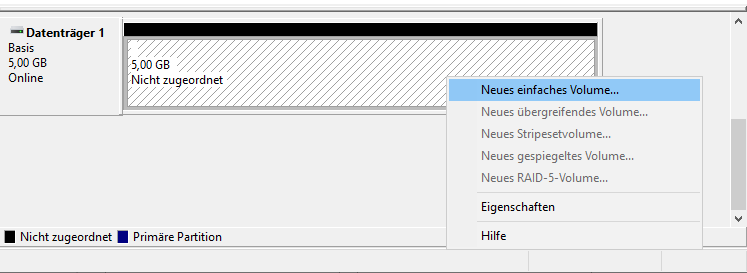 Datenträger 1
Basis
5,00 GB
Online
5,00 GB
Nicht zugeordnet
Neues einfaches Volume...
Neues übergreifendes Volume...
Neues Stripesetvolume...
Neues gespiegeltes Volume...
Neues RAID-5-Volume...
Eigenschaften
Hilfe
Nicht zugeordnet Primäre Partition